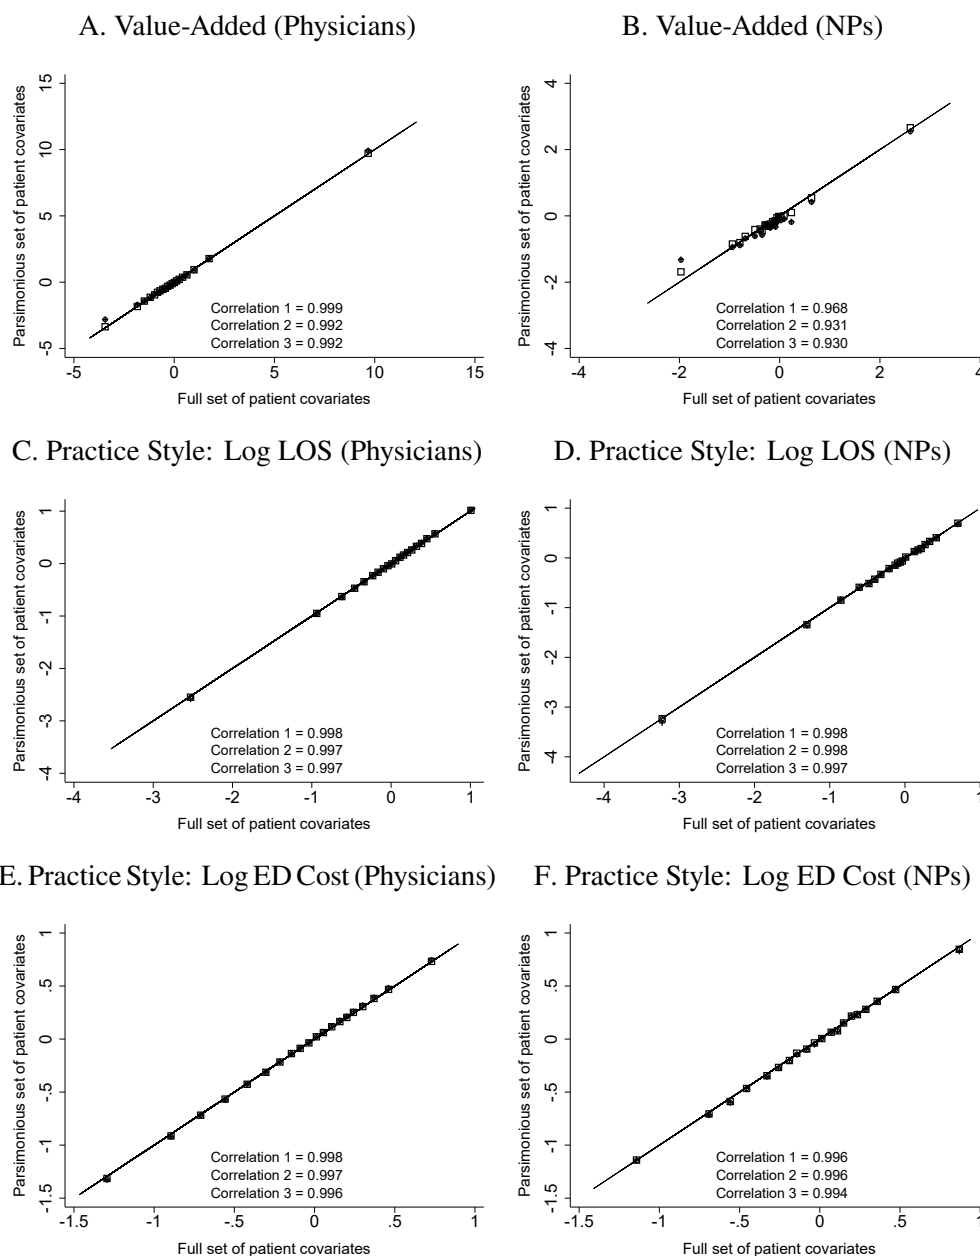 A. Value-Added (Physicians)
B. Value-Added (NPs)
Parsimonious set of patient covariates
15
10
5
0
-5
Correlation 1 = 0.999
Correlation 2 = 0.992
Correlation 3 = 0.992
-5 0 5 10 15
Full set of patient covariates
Parsimonious set of patient covariates
4
2
0
-2
-4
Correlation 1 = 0.968
Correlation 2 = 0.931
Correlation 3 = 0.930
-4 -2 0 2 4
Full set of patient covariates
C. Practice Style: Log LOS (Physicians)
D. Practice Style: Log LOS (NPs)
Parsimonious set of patient covariates
1
0
-1
-2
-3
-4
Correlation 1 = 0.998
Correlation 2 = 0.997
Correlation 3 = 0.997
-4 -3 -2 -1 0 1
Full set of patient covariates
Parsimonious set of patient covariates
1
0
-1
-2
-3
-4
Correlation 1 = 0.998
Correlation 2 = 0.998
Correlation 3 = 0.997
-4 -3 -2 -1 0 1
Full set of patient covariates
E. Practice Style: Log ED Cost (Physicians)
F. Practice Style: Log ED Cost (NPs)
Parsimonious set of patient covariates
1
.5
0
-.5
-1
-1.5
Correlation 1 = 0.998
Correlation 2 = 0.997
Correlation 3 = 0.996
-1.5 -1 -.5 0 .5 1
Full set of patient covariates
Parsimonious set of patient covariates
1
.5
0
-.5
-1
-1.5
Correlation 1 = 0.996
Correlation 2 = 0.996
Correlation 3 = 0.994
-1.5 -1 -.5 0 .5 1
Full set of patient covariates